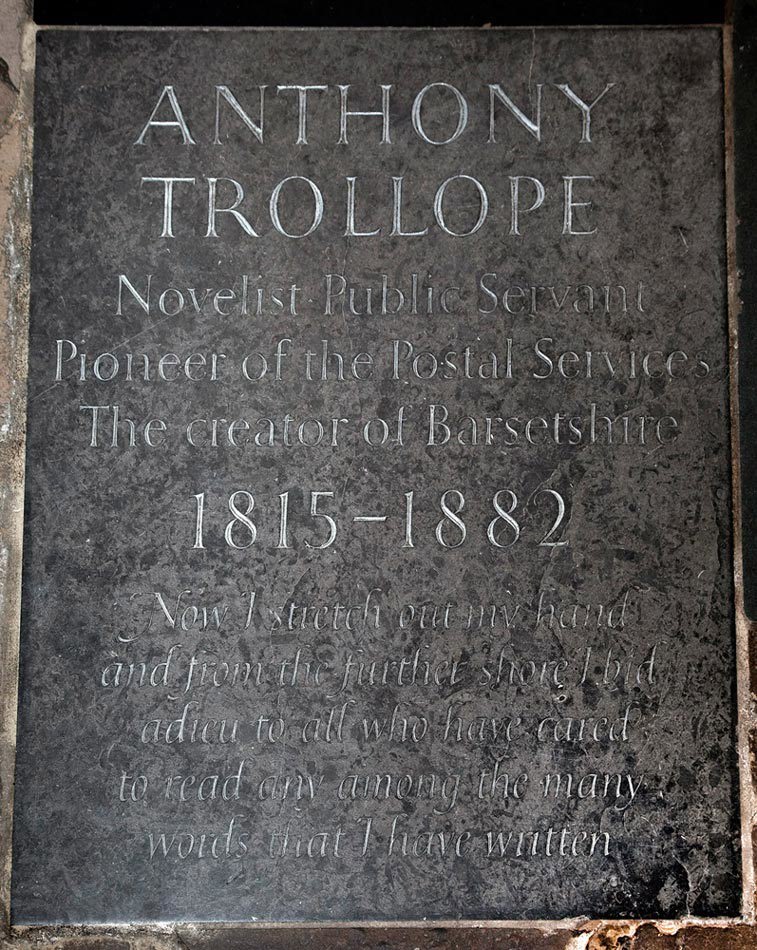 ANTHONY
TROLLOPE
Novelist · Public Servant
Pioneer of the Postal Services
The creator of Barsetshire
1815-1882
Now I stretch out my hand
and from the further shore I bid
adieu to all who have cared
to read any among the many
words that I have written